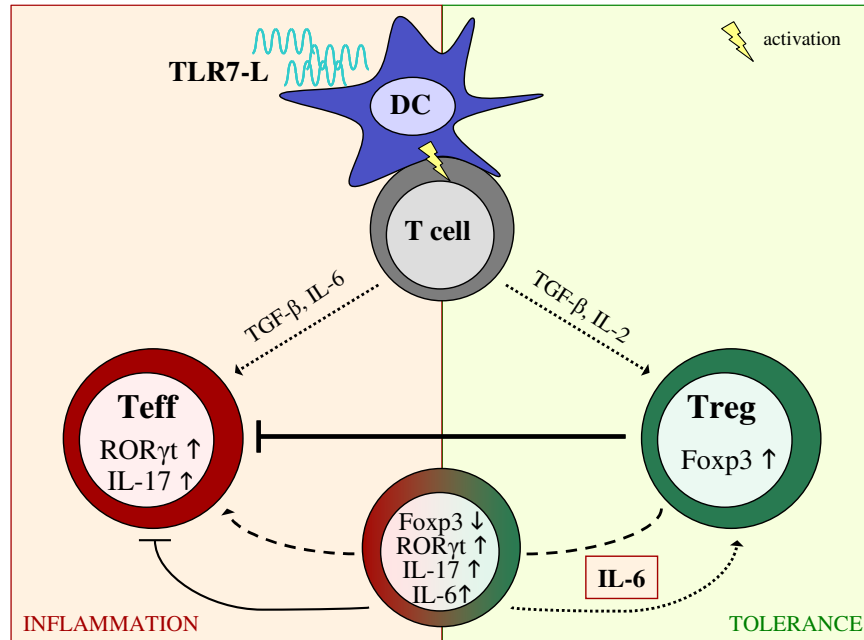 activation
TLR7-L
DC
T cell
TGF-β, IL-6
TGF-β, IL-2
Teff
RORγt ↑
IL-17 ↑
Treg
Foxp3 ↑
Foxp3 ↓
RORγt ↑
IL-17 ↑
IL-6↑
IL-6
INFLAMMATION
TOLERANCE